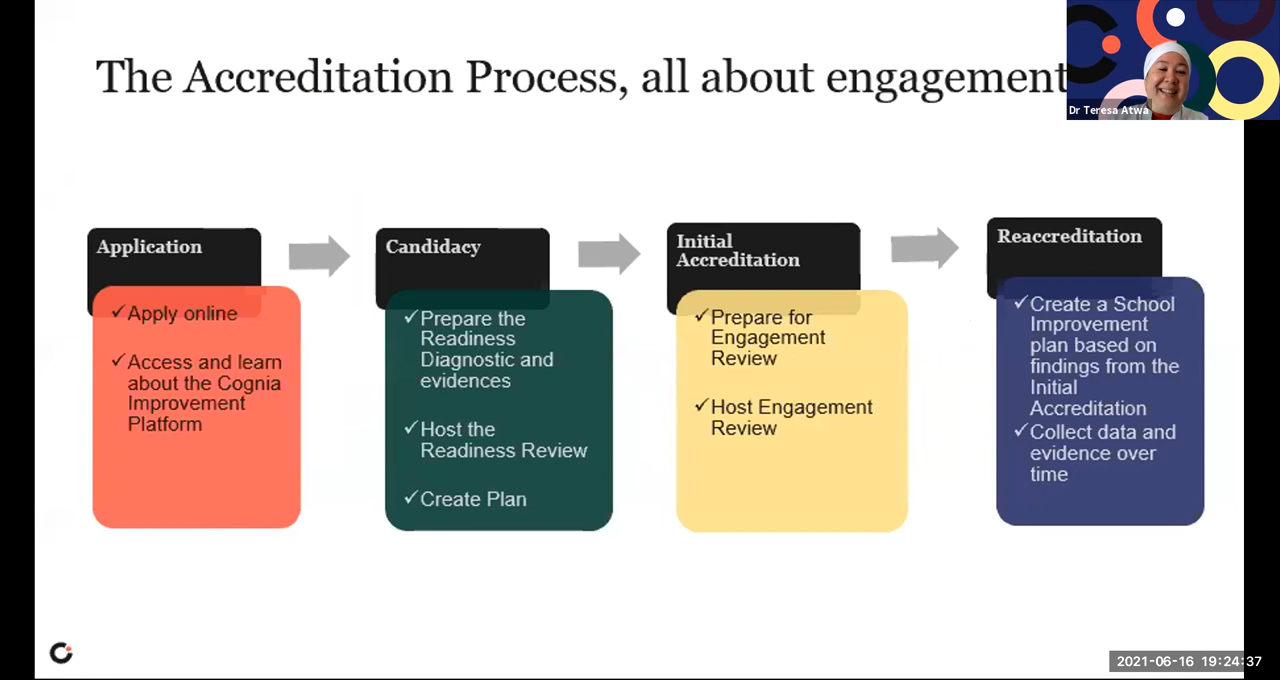 The Accreditation Process, all about engagement
Dr Teresa Atwa
Application
✓Apply online
✓Access and learn
about the Cognia
Improvement
Platform
Candidacy
✓Prepare the
Readiness
Diagnostic and
evidences
✓Host the
Readiness Review
✓Create Plan
Initial
Accreditation
✓Prepare for
Engagement
Review
✓Host Engagement
Review
Reaccreditation
✓Create a School
Improvement
plan based on
findings from the
Initial
Accreditation
✓Collect data and
evidence over
time
2021-06-16 19:24:37